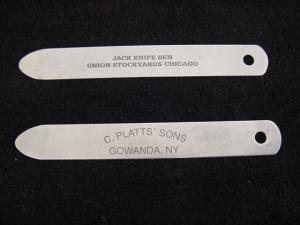 JACK KNIFE BEN
UNION STOCKYARDS CHICAGO
C. PLATTS' SONS
GOWANDA, NY